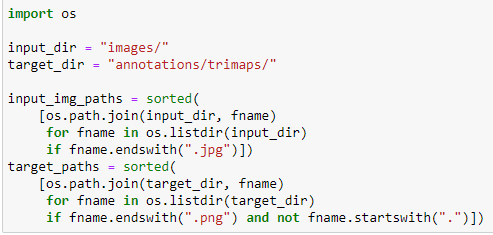 import os

input_dir = "images/"
target_dir = "annotations/trimaps/"

input_img_paths = sorted(
    [os.path.join(input_dir, fname)
     for fname in os.listdir(input_dir)
     if fname.endswith(".jpg")])
target_paths = sorted(
    [os.path.join(target_dir, fname)
     for fname in os.listdir(target_dir)
     if fname.endswith(".png") and not fname.startswith(".")])